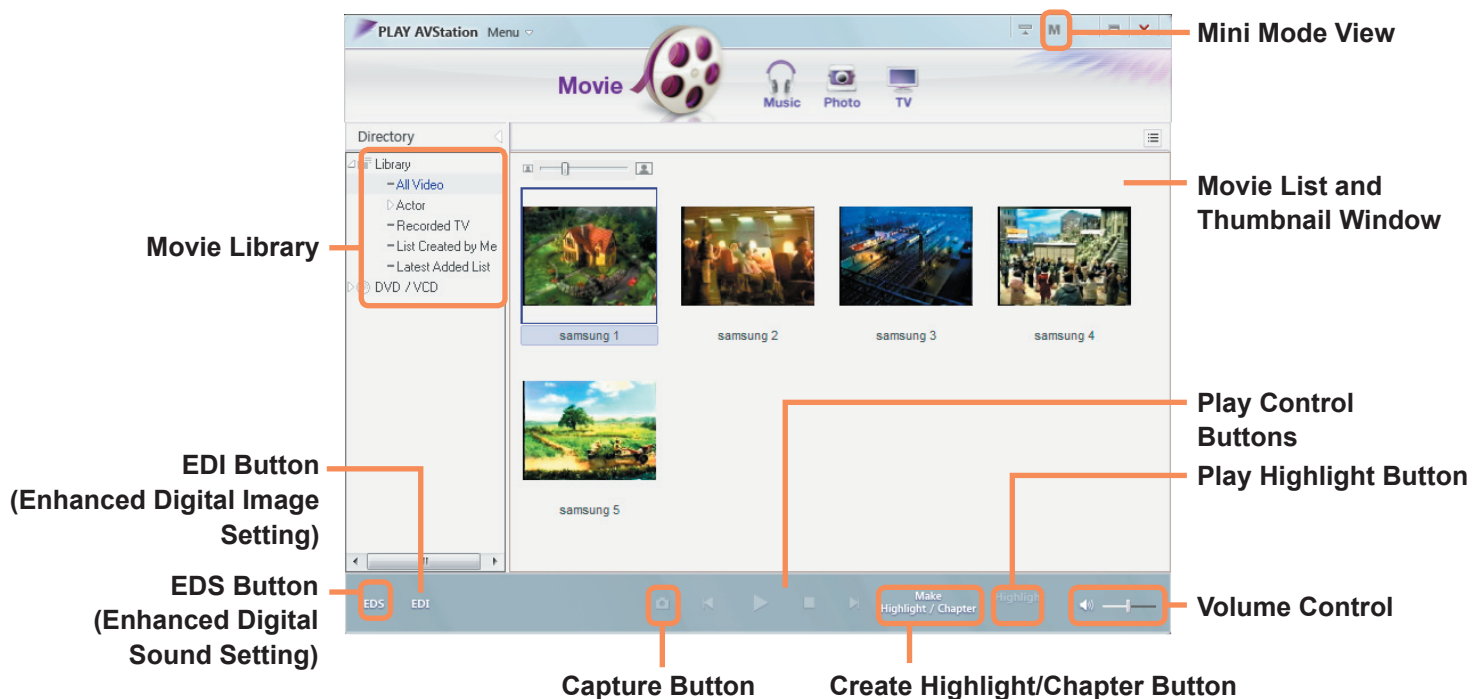 PLAY AVStation Menu
M
Mini Mode View
Movie
Music
Photo
TV
Directory
Library
All Video
Actor
Recorded TV
List Created by Me
Latest Added List
DVD / VCD
Movie Library
Movie List and
Thumbnail Window
samsung 1
samsung 2
samsung 3
samsung 4
samsung 5
Play Control
Buttons
Play Highlight Button
EDI Button
(Enhanced Digital Image
Setting)
EDS Button
(Enhanced Digital
Sound Setting)
EDS
EDI
Make
Highlight / Chapter
Highligh
Volume Control
Capture Button
Create Highlight/Chapter Button